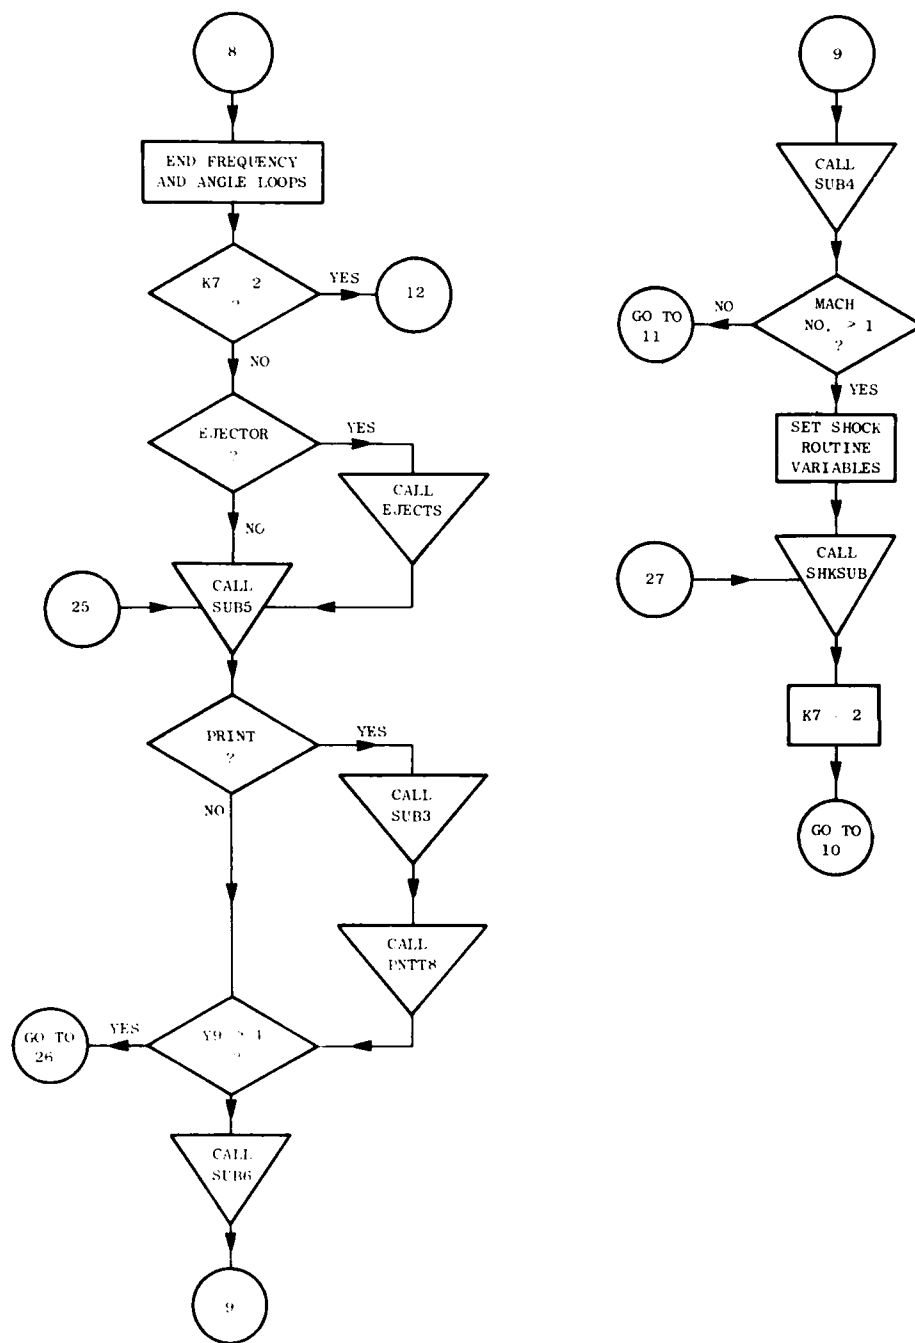 8
END FREQUENCY
AND ANGLE LOOPS
K7 2
?
YES
12
NO
EJECTOR
?
YES
CALL
EJECTS
NO
CALL
SUB5
25
PRINT
?
YES
CALL
SUB3
NO
CALL
PNTT8
Y9 >
?
YES
GO TO
26
CALL
SUB6
9
9
CALL
SUB4
MACH
NO. > 1
?
NO
GO TO
11
YES
SET SHOCK
ROUTINE
VARIABLES
CALL
SHKSUB
27
K7 2
GO TO
10